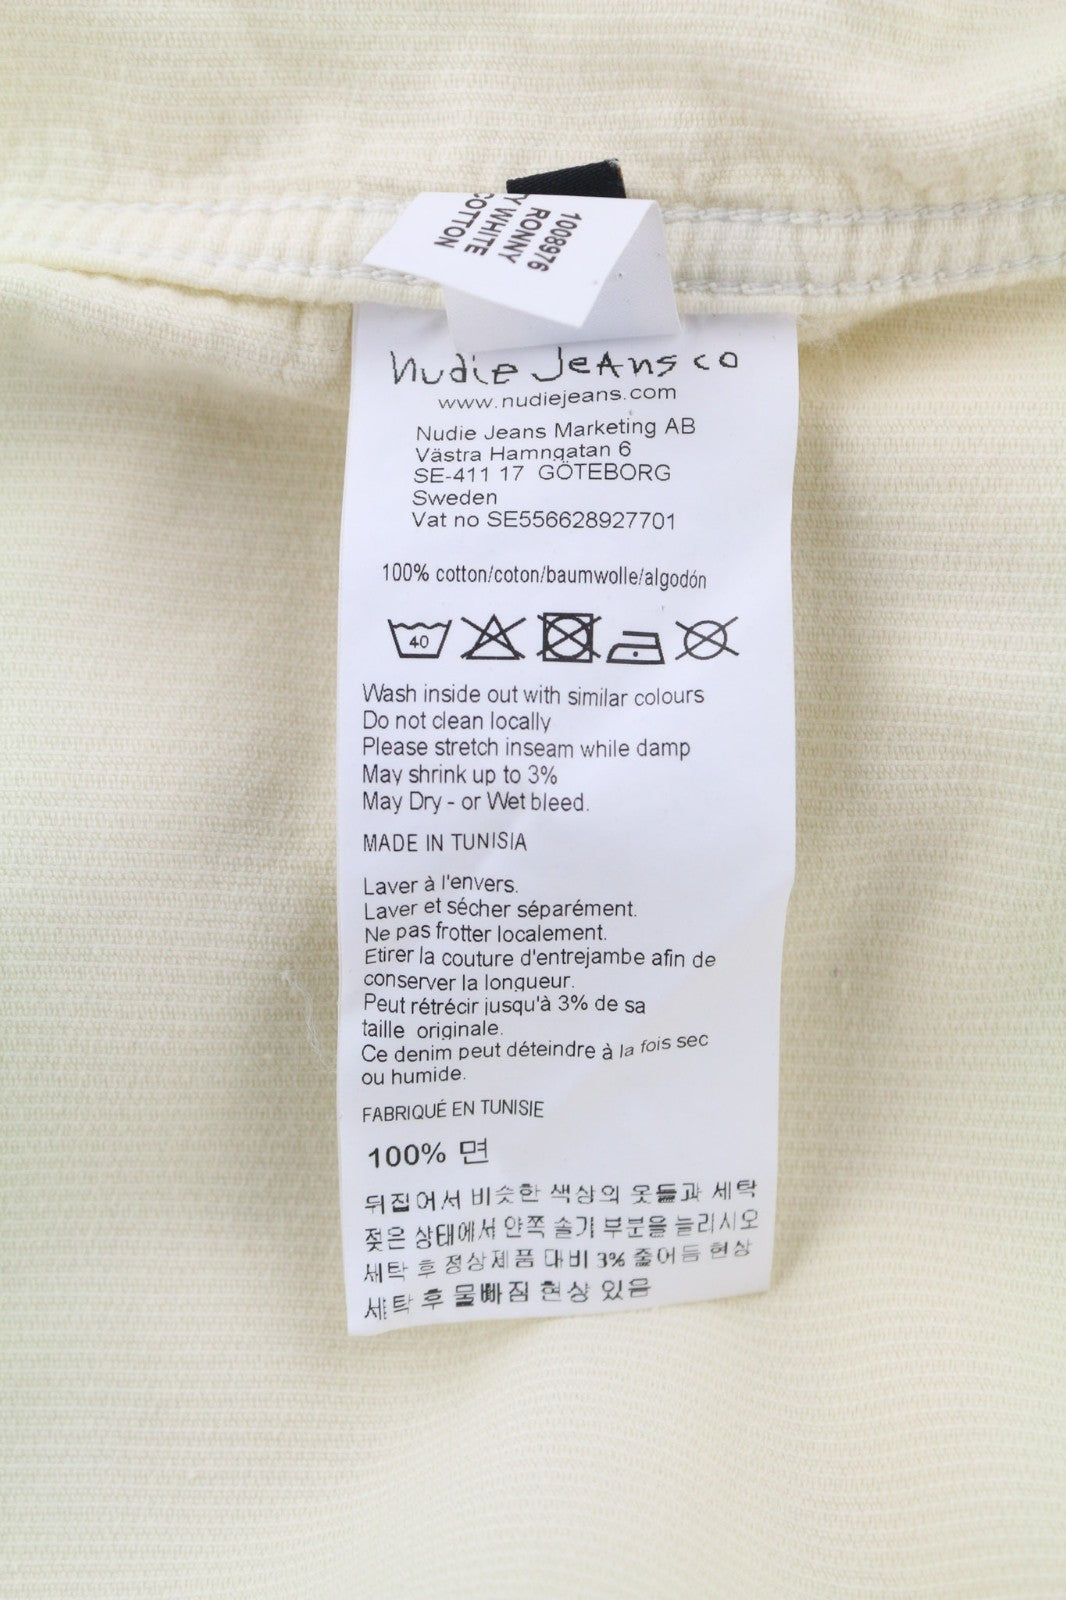 1008976
RONNY
Y WHITE
COTTON
Nudie Jeans co
www.nudiejeans.com
Nudie Jeans Marketing AB
Västra Hamngatan 6
SE-411 17 GÖTEBORG
Sweden
Vat no SE556628927701
100% cotton/coton/baumwolle/algodón
40
Wash inside out with similar colours
Do not clean locally
Please stretch inseam while damp
May shrink up to 3%
May Dry - or Wet bleed.
MADE IN TUNISIA
Laver à l'envers.
Laver et sécher séparément.
Ne pas frotter localement.
Etirer la couture d'entrejambe afin de
conserver la longueur.
Peut rétrécir jusqu'à 3% de sa
taille originale.
Ce denim peut déteindre à la fois sec
ou humide.
FABRIQUÉ EN TUNISIE
100% 면
뒤집어서 비슷한 색상의 옷들과 세탁
젖은 상태에서 안쪽 솔기 부분을 늘리시오
세탁 후 정상제품 대비 3% 줄어듬 현상
세탁 후 물빠짐 현상 있음